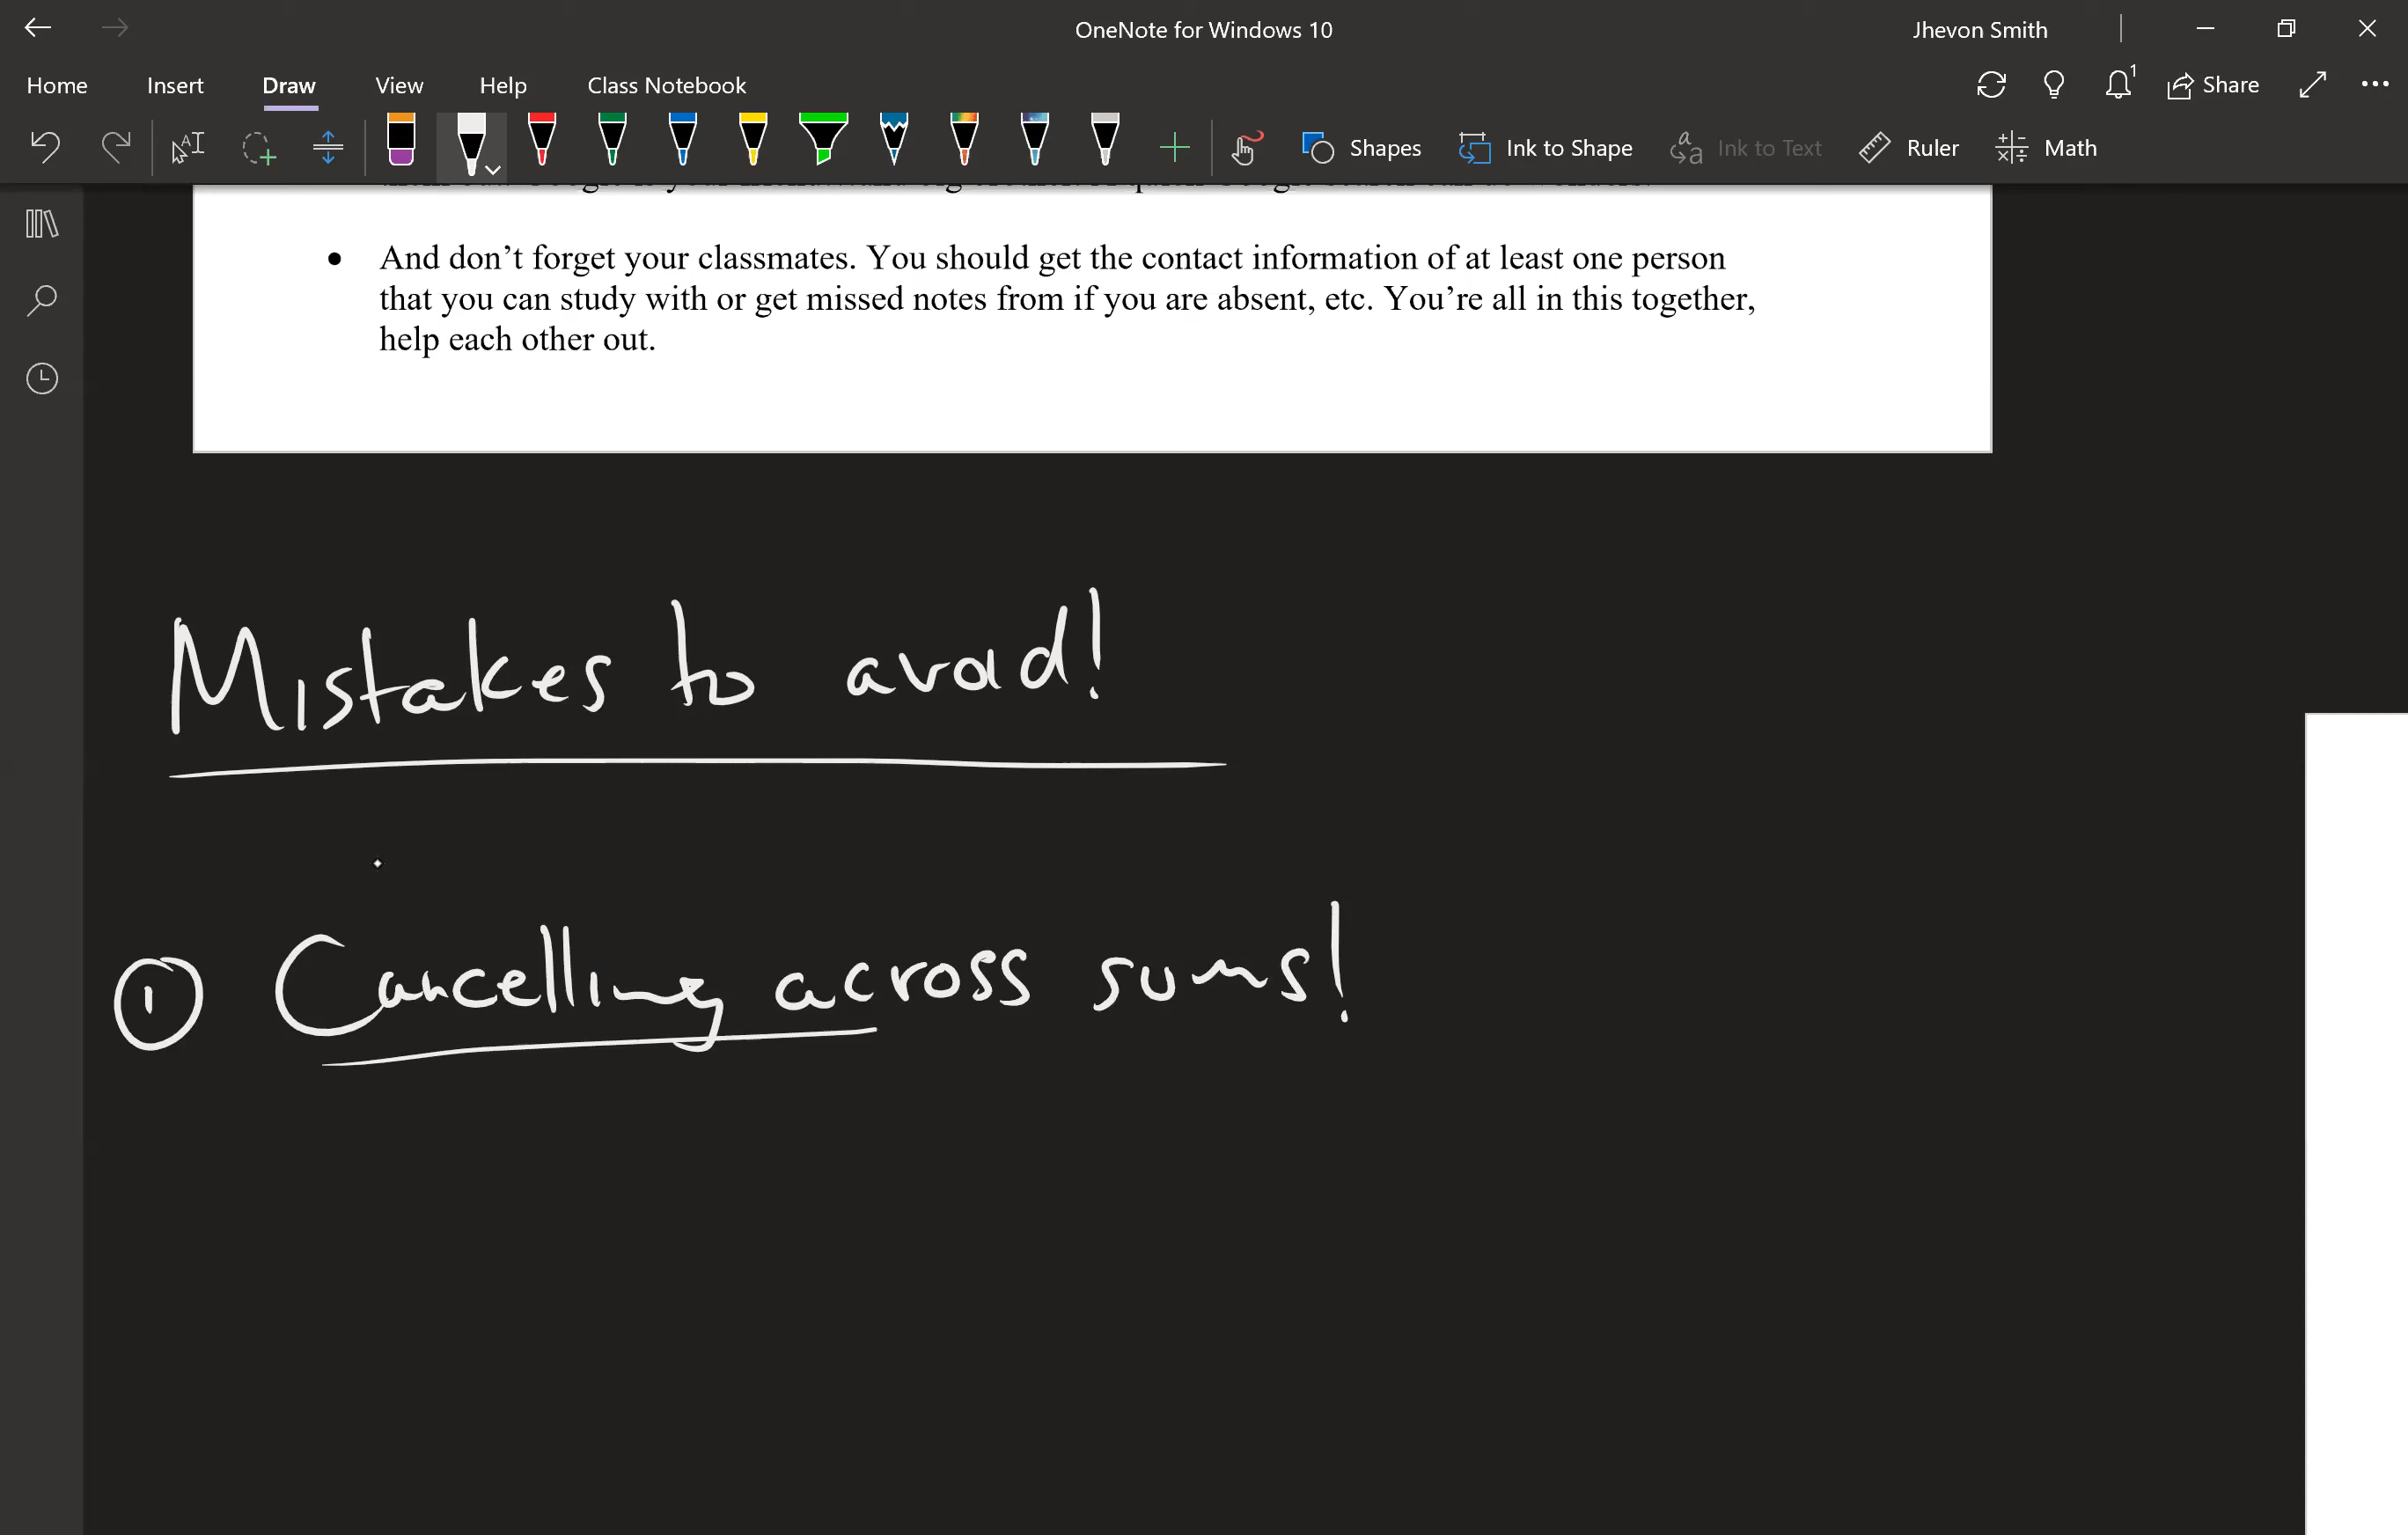 OneNote for Windows 10
Jhevon Smith
Home Insert Draw View Help Class Notebook
1 Share
Shapes Ink to Shape Ink to Text Ruler Math
• And don’t forget your classmates. You should get the contact information of at least one person
that you can study with or get missed notes from if you are absent, etc. You’re all in this together,
help each other out.
Mistakes to avoid!
① Cancelling across sums!